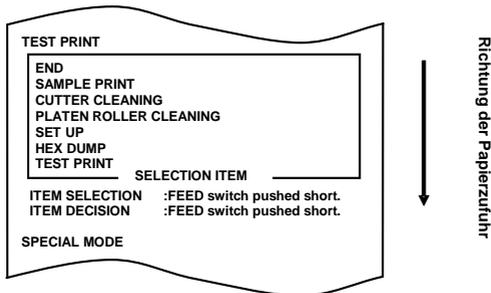 TEST PRINT
END
SAMPLE PRINT
CUTTER CLEANING
PLATEN ROLLER CLEANING
SET UP
HEX DUMP
TEST PRINT
SELECTION ITEM
ITEM SELECTION :FEED switch pushed short.
ITEM DECISION :FEED switch pushed short.
SPECIAL MODE
Richtung der Papierzufuhr